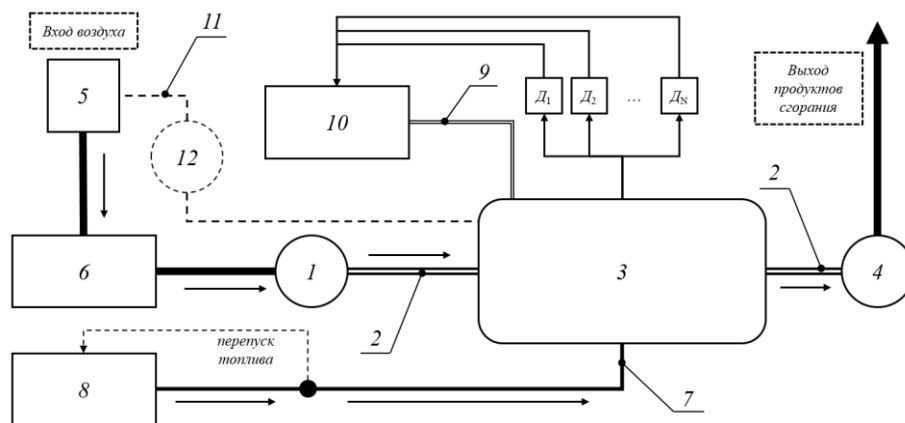 Вход воздуха
11
5
12
9
10
Д1
Д2
...
ДN
Выход
продуктов
сгорания
2
6
1
3
4
2
перепуск
топлива
8
7